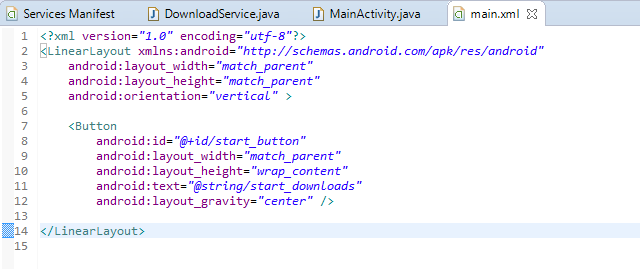 Services Manifest DownloadService.java MainActivity.java main.xml
1 <?xml version="1.0" encoding="utf-8"?>
2 <LinearLayout xmlns:android="http://schemas.android.com/apk/res/android"
3 android:layout_width="match_parent"
4 android:layout_height="match_parent"
5 android:orientation="vertical" >
6
7 <Button
8 android:id="@+id/start_button"
9 android:layout_width="match_parent"
10 android:layout_height="wrap_content"
11 android:text="@string/start_downloads"
12 android:layout_gravity="center" />
13
14 </LinearLayout>
15